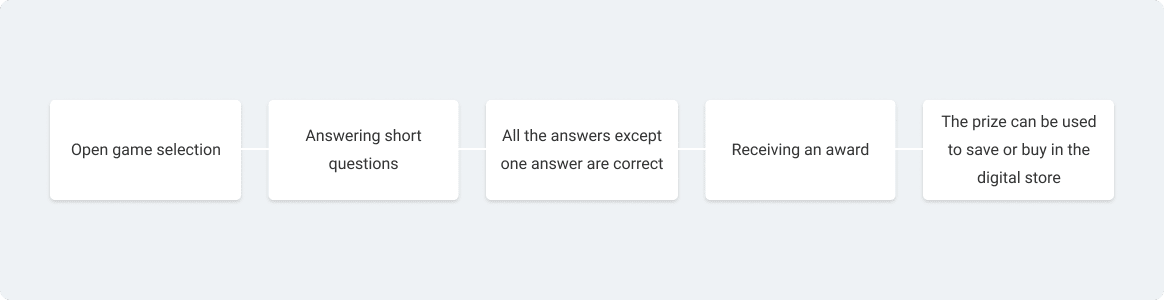 Open game selection
Answering short
questions
All the answers except
one answer are correct
Receiving an award
The prize can be used
to save or buy in the
digital store